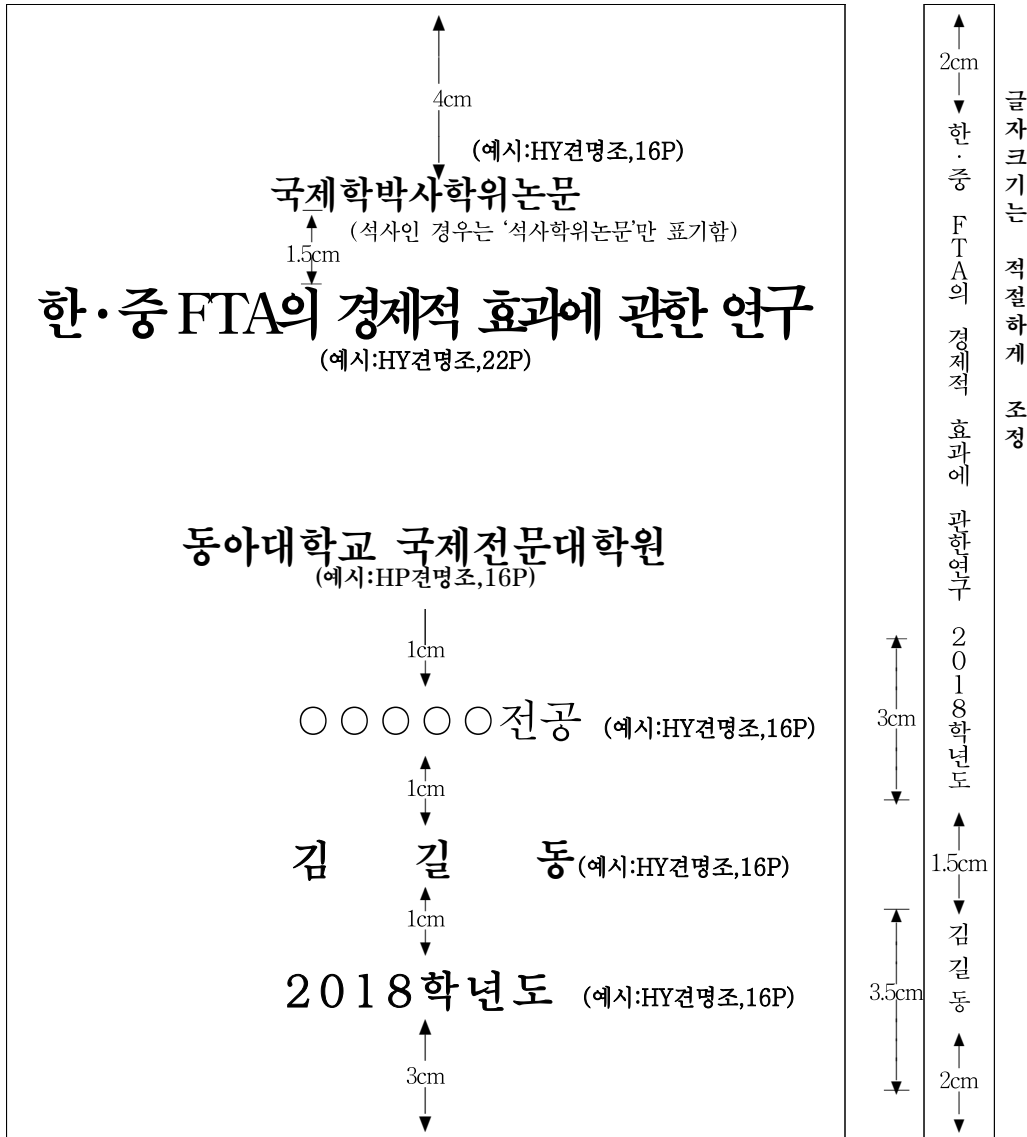 4cm
(예시:HY견명조,16P)
국제학박사학위논문
(석사인 경우는 ‘석사학위논문’만 표기함)
1.5cm
한·중 FTA의 경제적 효과에 관한 연구
(예시:HY견명조,22P)
동아대학교 국제전문대학원
(예시:HP견명조,16P)
1cm
○○○○○전공 (예시:HY견명조,16P)
1cm
김 길 동(예시:HY견명조,16P)
1cm
2018학년도 (예시:HY견명조,16P)
3cm
2cm
한·중 FTA의 경제적 효과에 관한연구 2018학년도
3cm
1.5cm
김길동
3.5cm
2cm
글자크기는 적절하게 조정